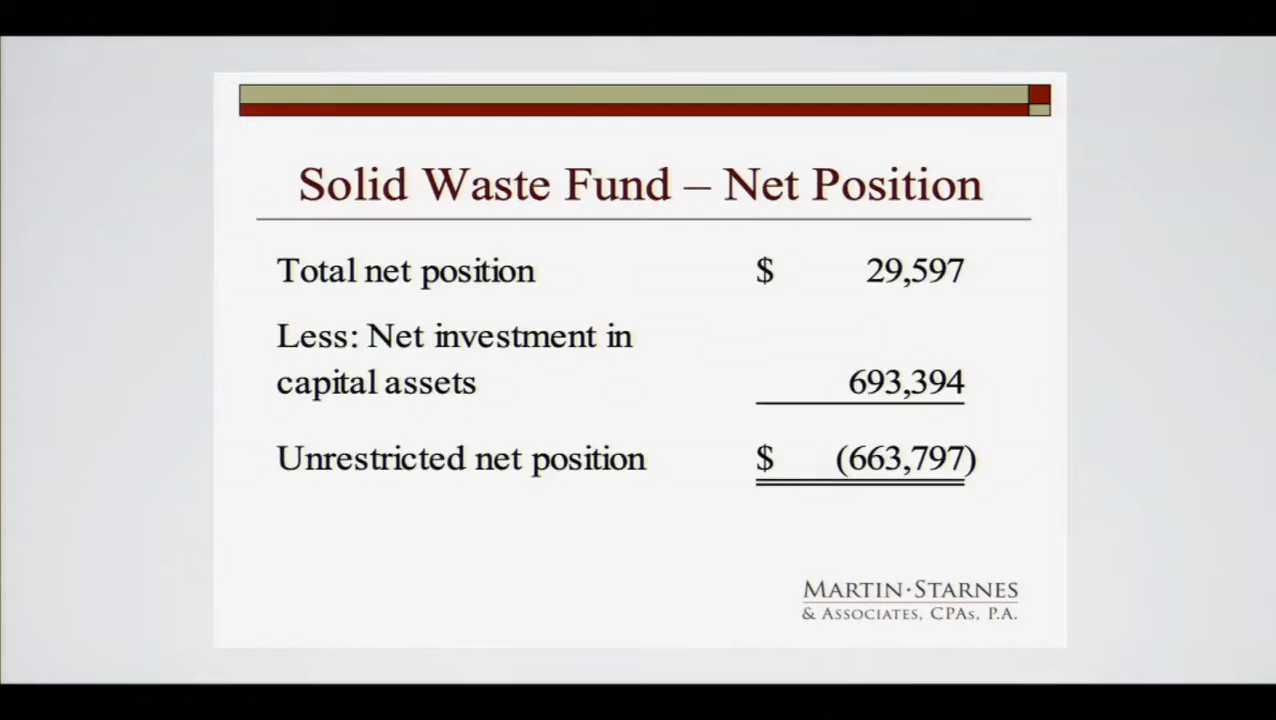 Solid Waste Fund – Net Position
Total net position $ 29,597
Less: Net investment in
capital assets 693,394
Unrestricted net position $ (663,797)
MARTIN·STARNES
& ASSOCIATES, CPAs, P.A.